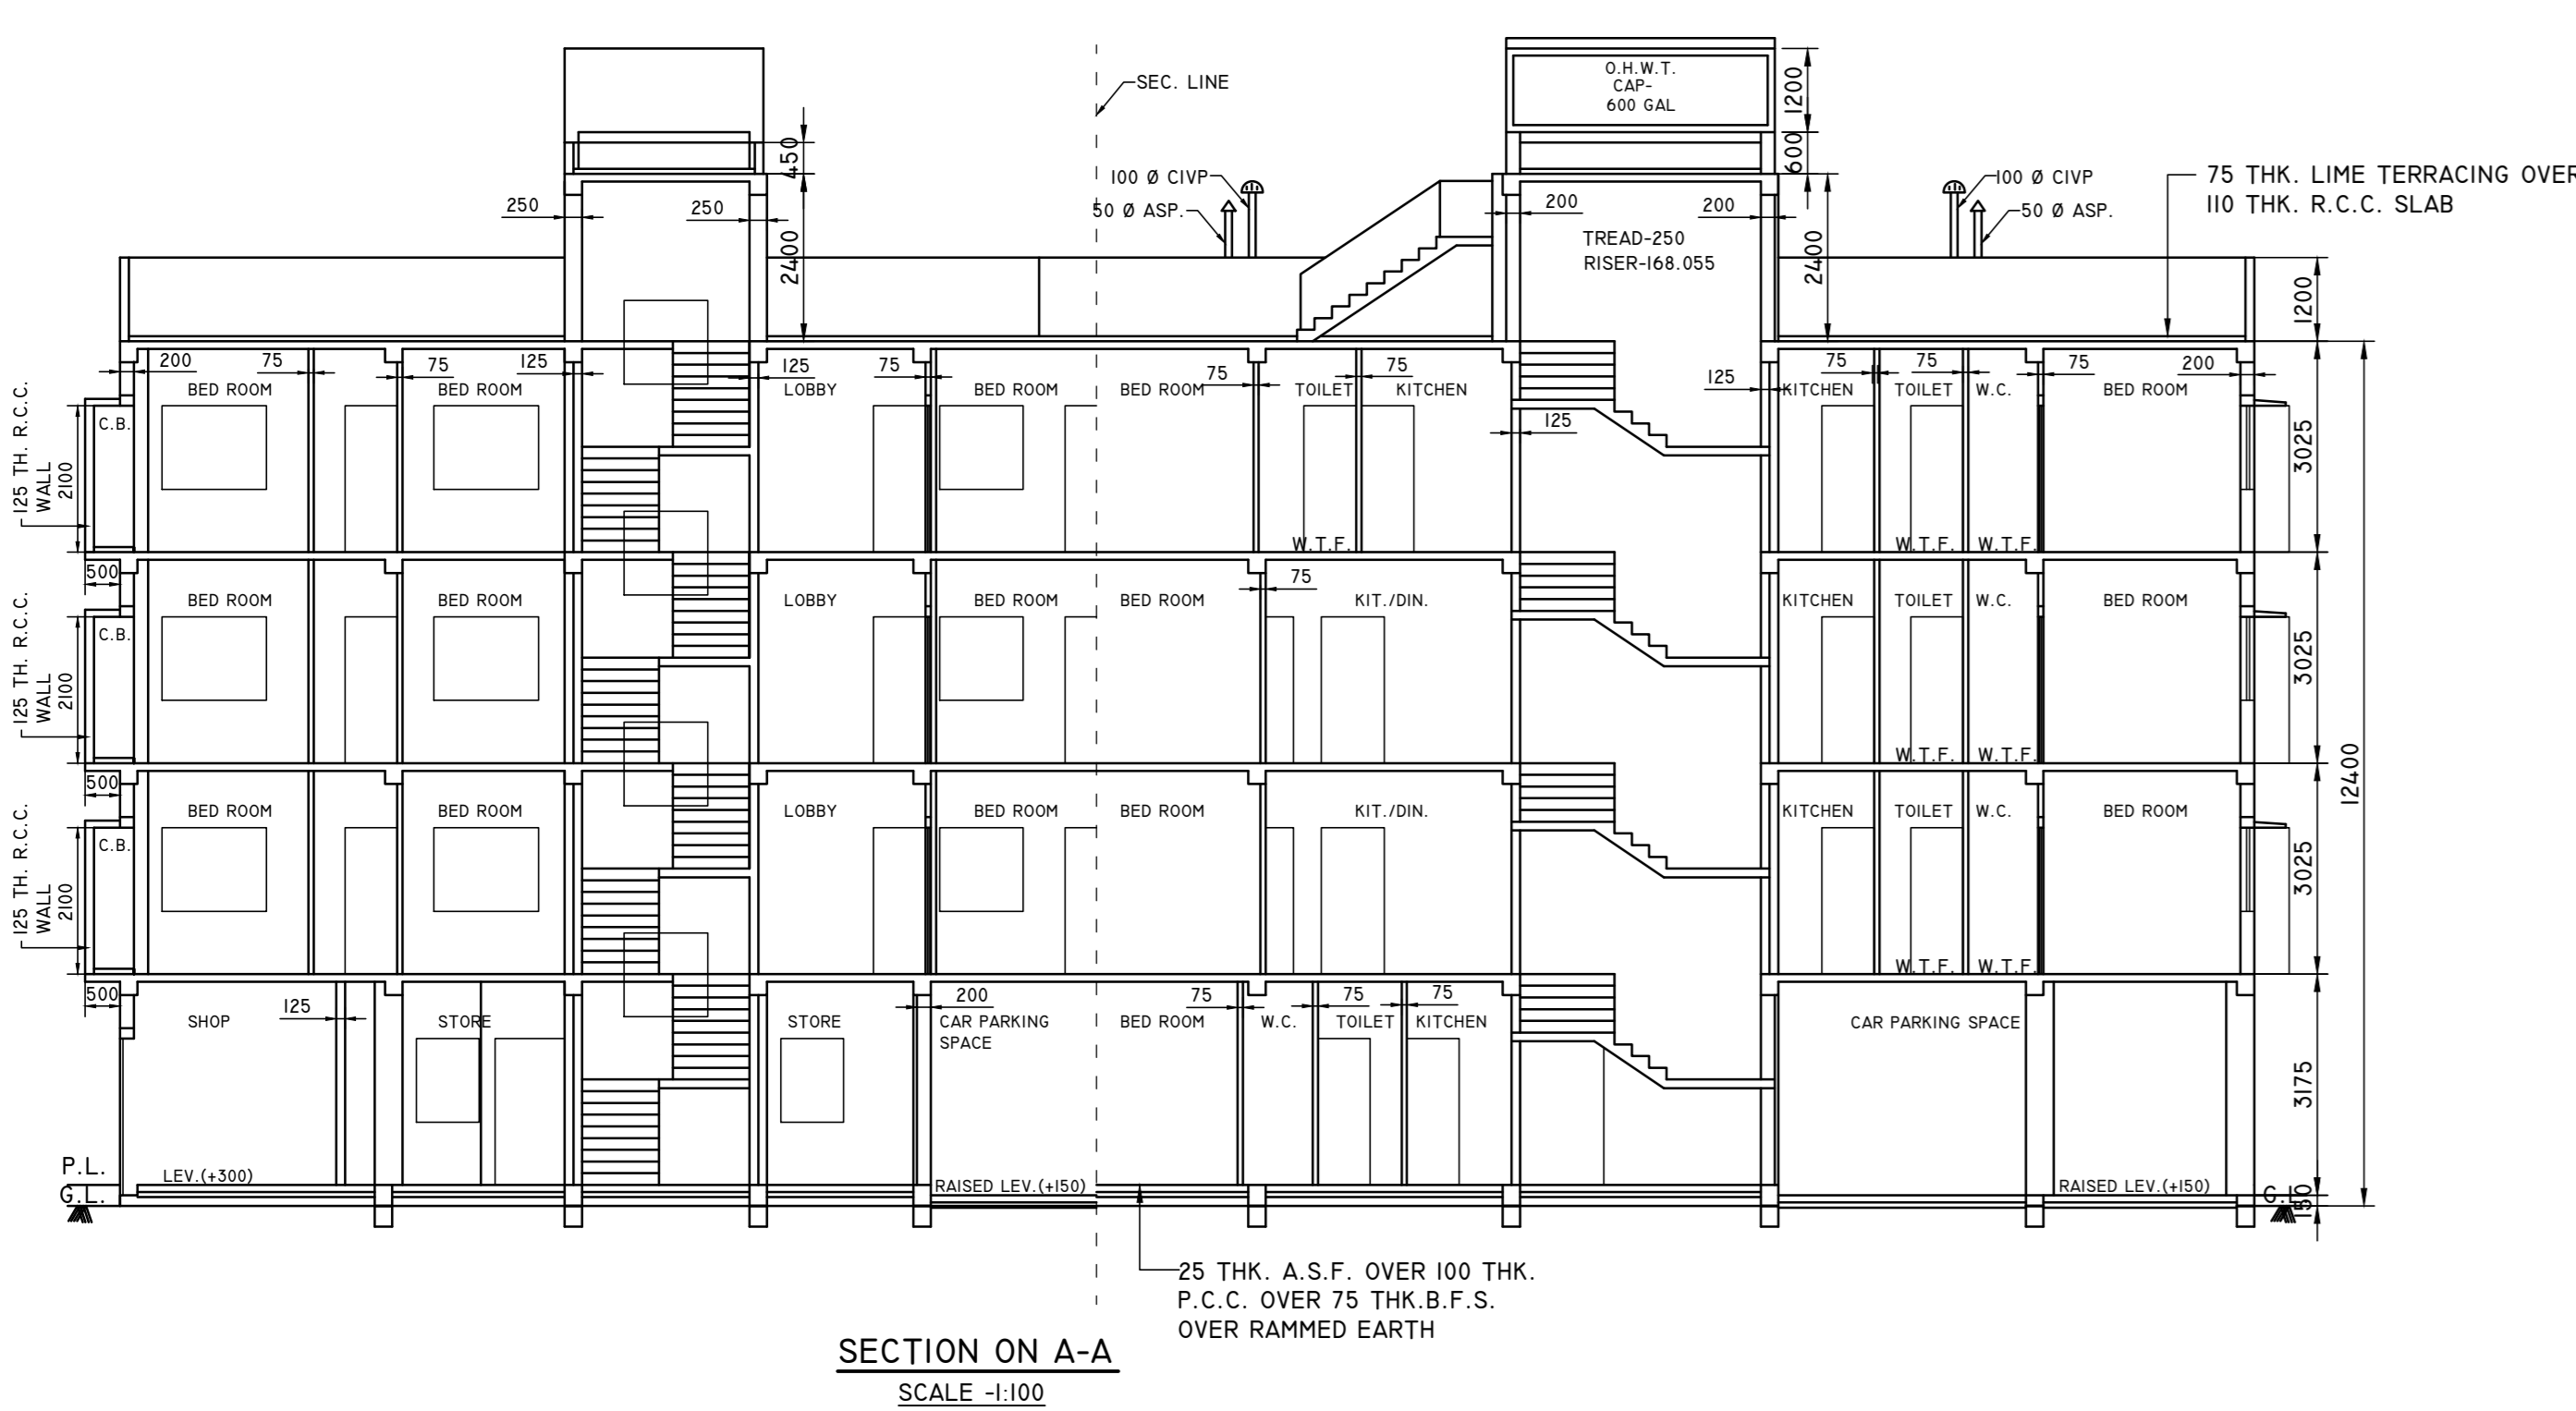 O.H.W.T.
CAP-
600 GAL
1200
SEC. LINE
450
600
100 Ø CIVP
50 Ø ASP.
100 Ø CIVP
50 Ø ASP.
75 THK. LIME TERRACING OVER
110 THK. R.C.C. SLAB
250
250
2400
200
200
TREAD-250
RISER-168.055
2400
1200
200
75
75
125
125
75
75
75
125
75
75
75
200
125 TH. R.C.C.
WALL
2100
C.B.
BED ROOM
BED ROOM
LOBBY
BED ROOM
BED ROOM
TOILET
KITCHEN
125
KITCHEN
TOILET
W.C.
BED ROOM
3025
W.T.F.
W.T.F.
W.T.F.
500
75
125 TH. R.C.C.
WALL
2100
C.B.
BED ROOM
BED ROOM
LOBBY
BED ROOM
BED ROOM
KIT./DIN.
KITCHEN
TOILET
W.C.
BED ROOM
3025
W.T.F.
W.T.F.
12400
500
125 TH. R.C.C.
WALL
2100
C.B.
BED ROOM
BED ROOM
LOBBY
BED ROOM
BED ROOM
KIT./DIN.
KITCHEN
TOILET
W.C.
BED ROOM
3025
W.T.F.
W.T.F.
500
125
200
75
75
75
SHOP
STORE
STORE
CAR PARKING
SPACE
BED ROOM
W.C.
TOILET
KITCHEN
CAR PARKING SPACE
3175
P.L.
G.L.
LEV.(+300)
RAISED LEV.(+150)
RAISED LEV.(+150)
G.L.
150
25 THK. A.S.F. OVER 100 THK.
P.C.C. OVER 75 THK.B.F.S.
OVER RAMMED EARTH
SECTION ON A-A
SCALE -1:100